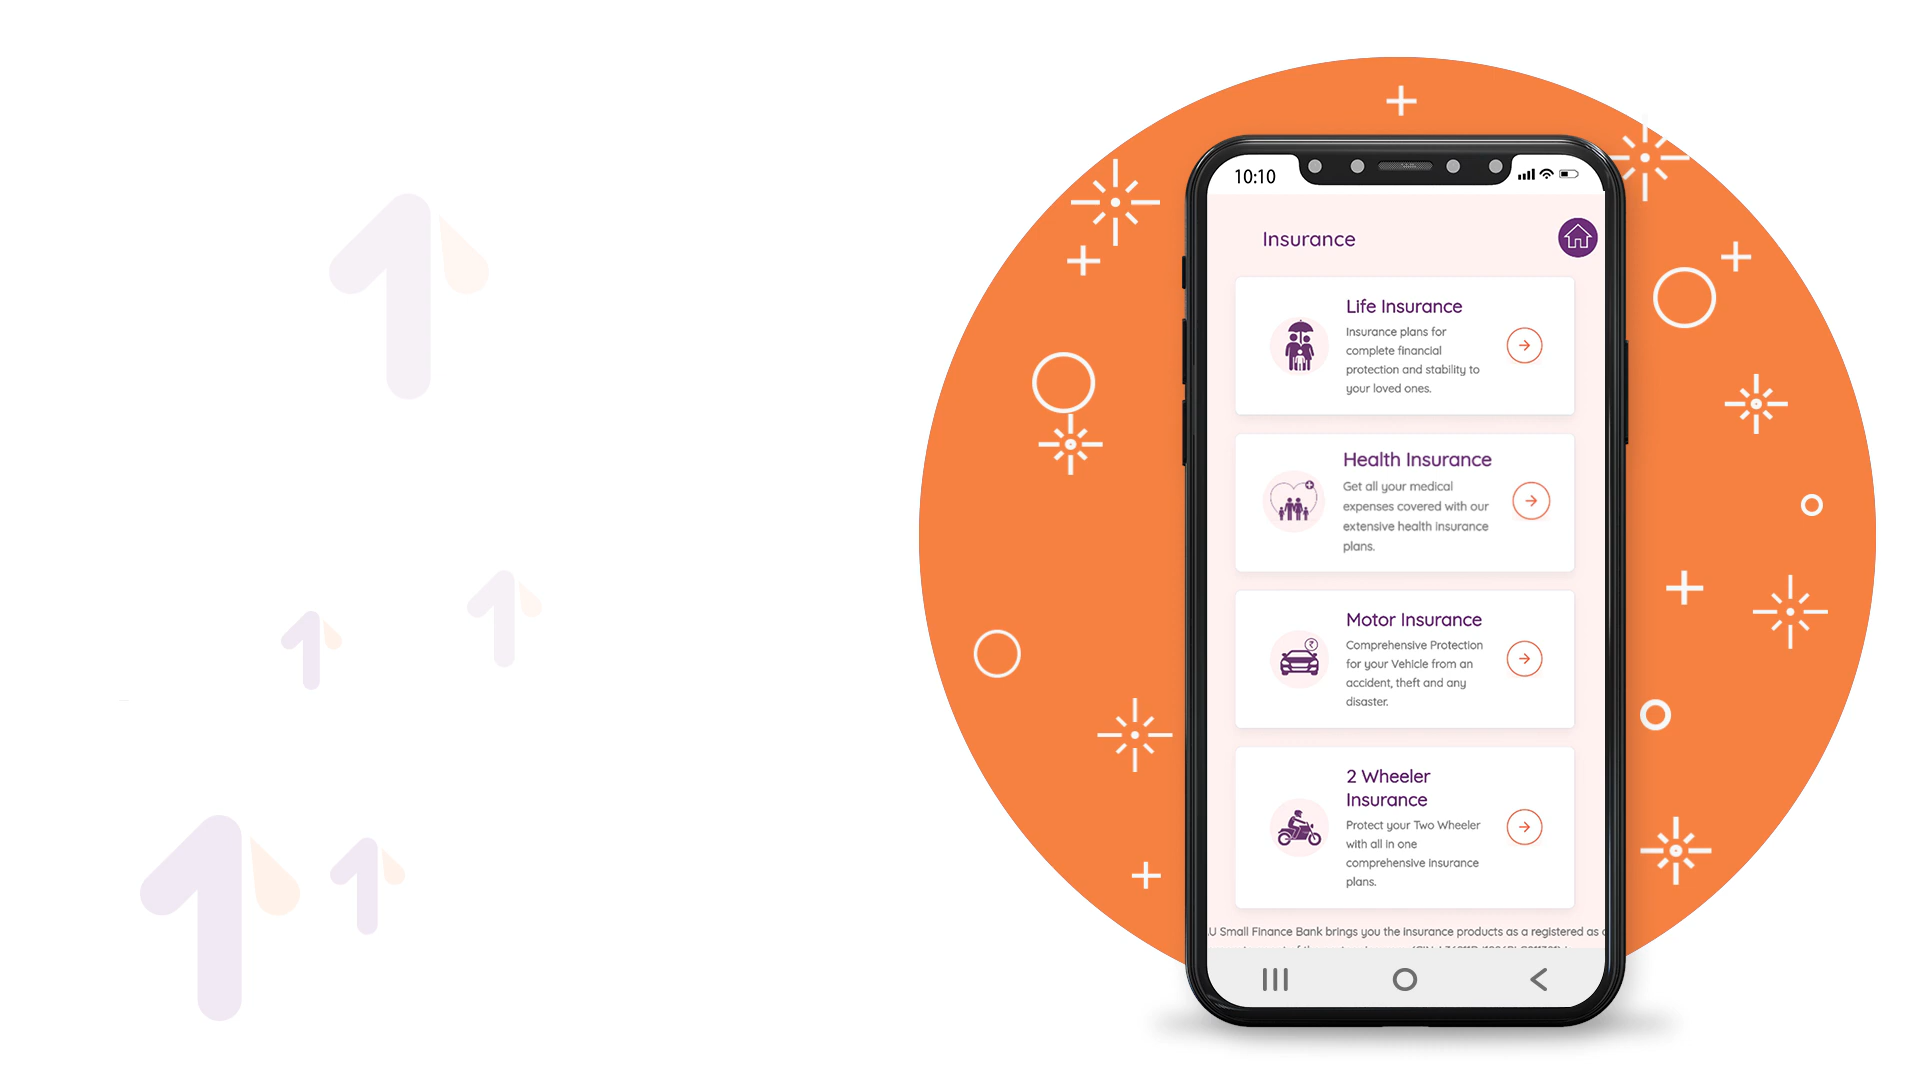 10:10
Insurance
Life Insurance
Insurance plans for
complete financial
protection and stability to
your loved ones.
Health Insurance
Get all your medical
expenses covered with our
extensive health insurance
plans.
Motor Insurance
Comprehensive Protection
for your Vehicle from an
accident, theft and any
disaster.
2 Wheeler
Insurance
Protect your Two Wheeler
with all in one
comprehensive insurance
plans.
U Small Finance Bank brings you the insurance products as a registered as